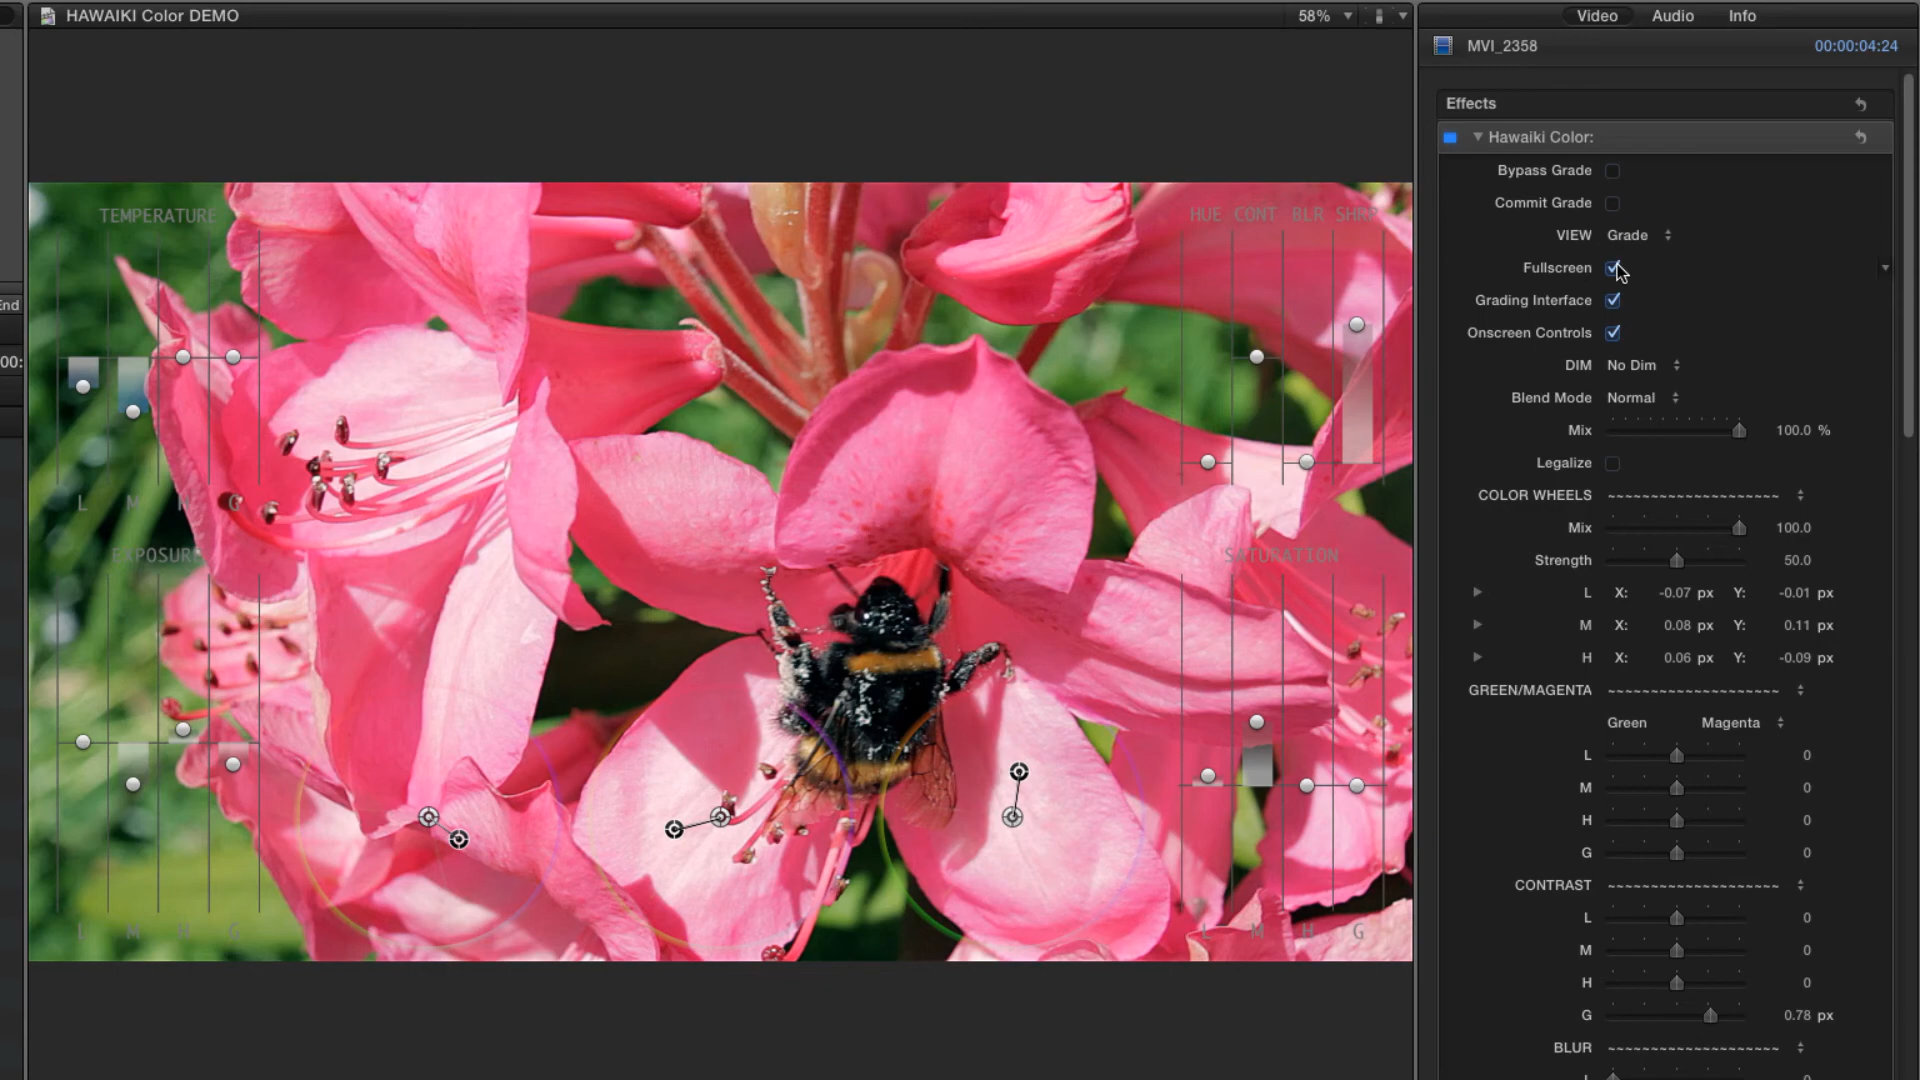 HAWAIKI Color DEMO
58%
Video Audio Info
MVI_2358
00:00:04:24
Effects
Hawaiki Color:
Bypass Grade
Commit Grade
VIEW Grade
Fullscreen
Grading Interface
Onscreen Controls
DIM No Dim
Blend Mode Normal
Mix 100.0 %
Legalize
COLOR WHEELS ~~~~~~~~~~~~~~~~~~~~
Mix 100.0
Strength 50.0
L X: -0.07 px Y: -0.01 px
M X: 0.08 px Y: 0.11 px
H X: 0.06 px Y: -0.09 px
GREEN/MAGENTA ~~~~~~~~~~~~~~~~~~~~
Green Magenta
L 0
M 0
H 0
G 0
CONTRAST ~~~~~~~~~~~~~~~~~~~~
L 0
M 0
H 0
G 0.78 px
BLUR ~~~~~~~~~~~~~~~~~~~~
End
00:
TEMPERATURE
L M H G
EXPOSURE
L M H G
HUE CONT BLR SHRP
SATURATION
L M H G